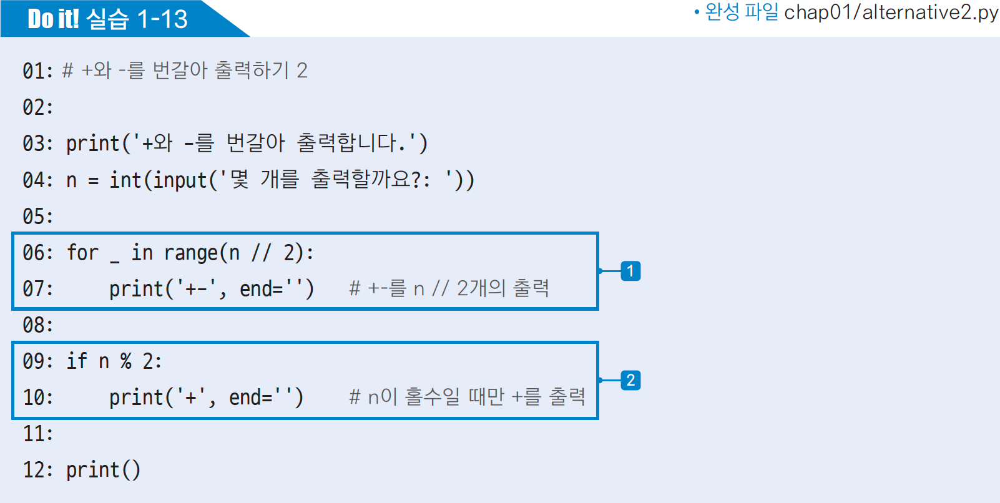 Do it! 실습 1-13
• 완성 파일 chap01/alternative2.py
01: # +와 -를 번갈아 출력하기 2
02:
03: print('+와 -를 번갈아 출력합니다.')
04: n = int(input('몇 개를 출력할까요?: '))
05:
06: for _ in range(n // 2):
07:     print('+-', end='')   # +-를 n // 2개의 출력
1
08:
09: if n % 2:
10:     print('+', end='')    # n이 홀수일 때만 +를 출력
2
11:
12: print()